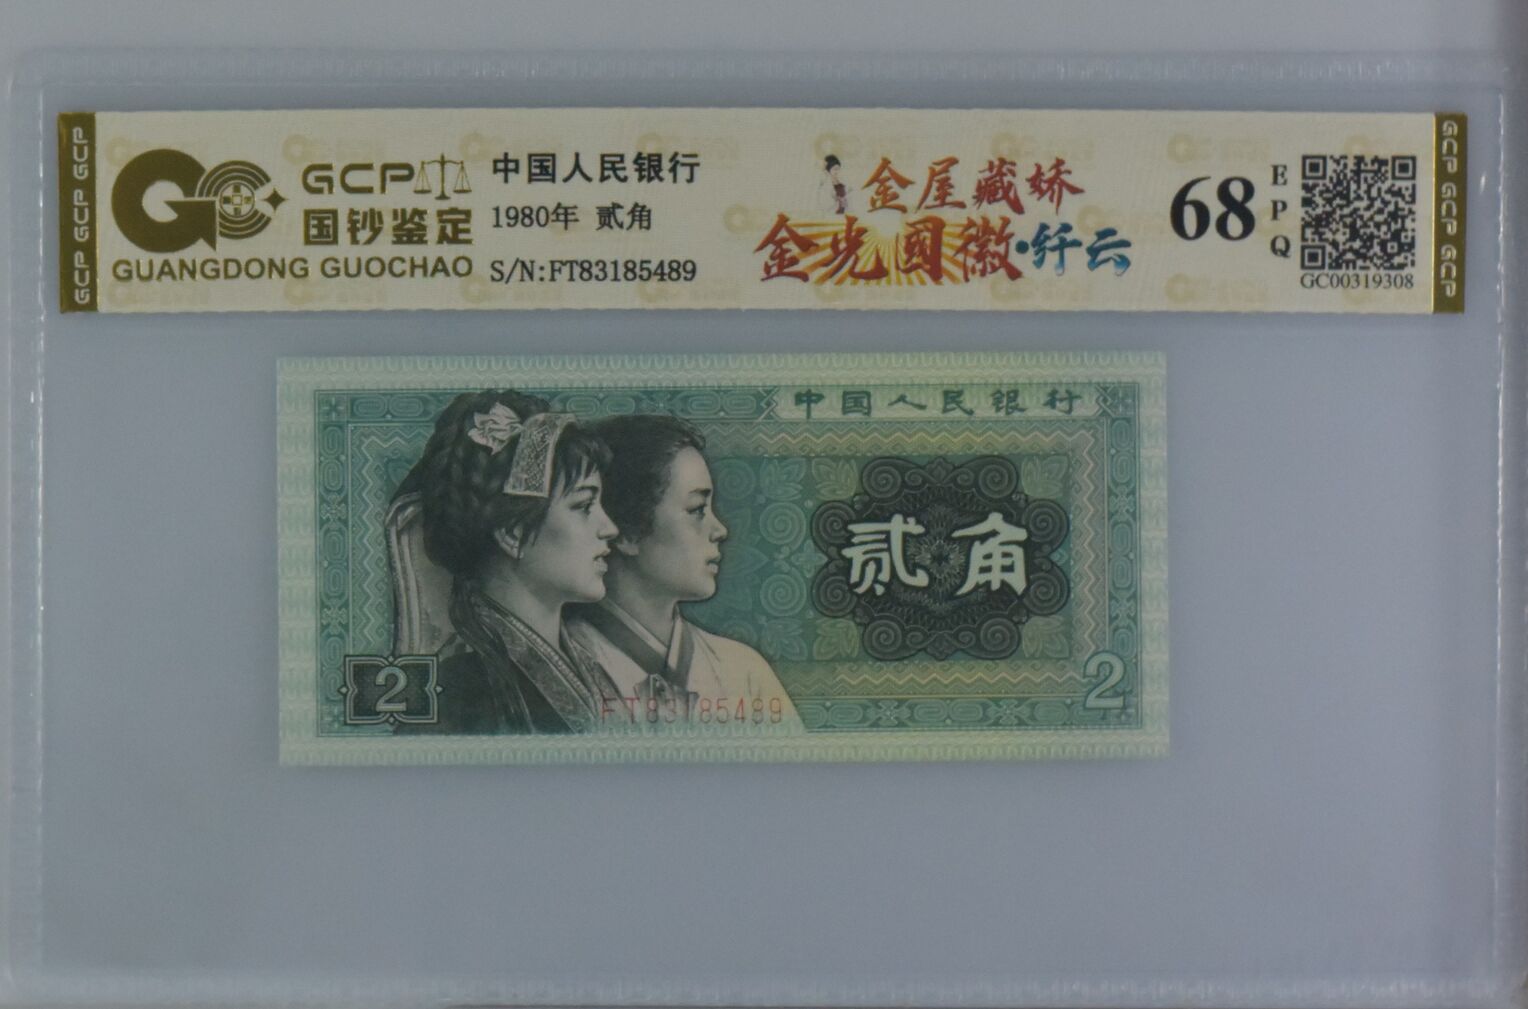 GCP GCP GCP
GCP
国钞鉴定
GUANGDONG GUOCHAO
中国人民银行
1980年 贰角
S/N:FT83185489
金屋藏娇
金光國徽·纤云
68
EPQ
GC00319308
GCP GCP GCP
中国人民银行
贰角
2
2
FT83185489